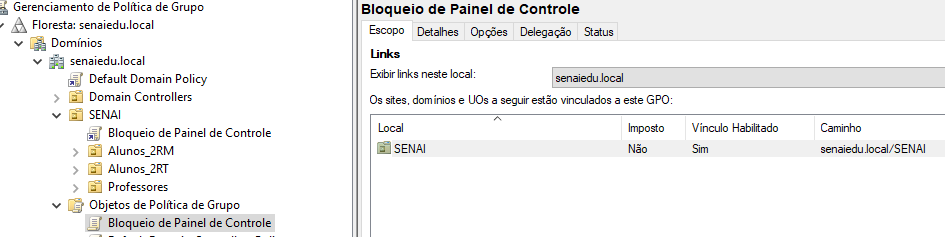 Gerenciamento de Política de Grupo
Floresta: senaiedu.local
Domínios
senaiedu.local
Default Domain Policy
Domain Controllers
SENAI
Bloqueio de Painel de Controle
Alunos_2RM
Alunos_2RT
Professores
Objetos de Política de Grupo
Bloqueio de Painel de Controle
Bloqueio de Painel de Controle
Escopo Detalhes Opções Delegação Status
Links
Exibir links neste local: senaiedu.local
Os sites, domínios e UOs a seguir estão vinculados a este GPO:
Local Imposto Vínculo Habilitado Caminho
SENAI Não Sim senaiedu.local/SENAI